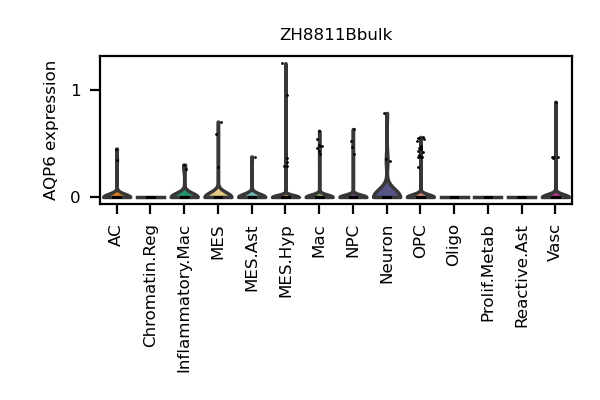 ZH8811Bbulk
AQP6 expression
1
0
AC
Chromatin.Reg
Inflammatory.Mac
MES
MES.Ast
MES.Hyp
Mac
NPC
Neuron
OPC
Oligo
Prolif.Metab
Reactive.Ast
Vasc